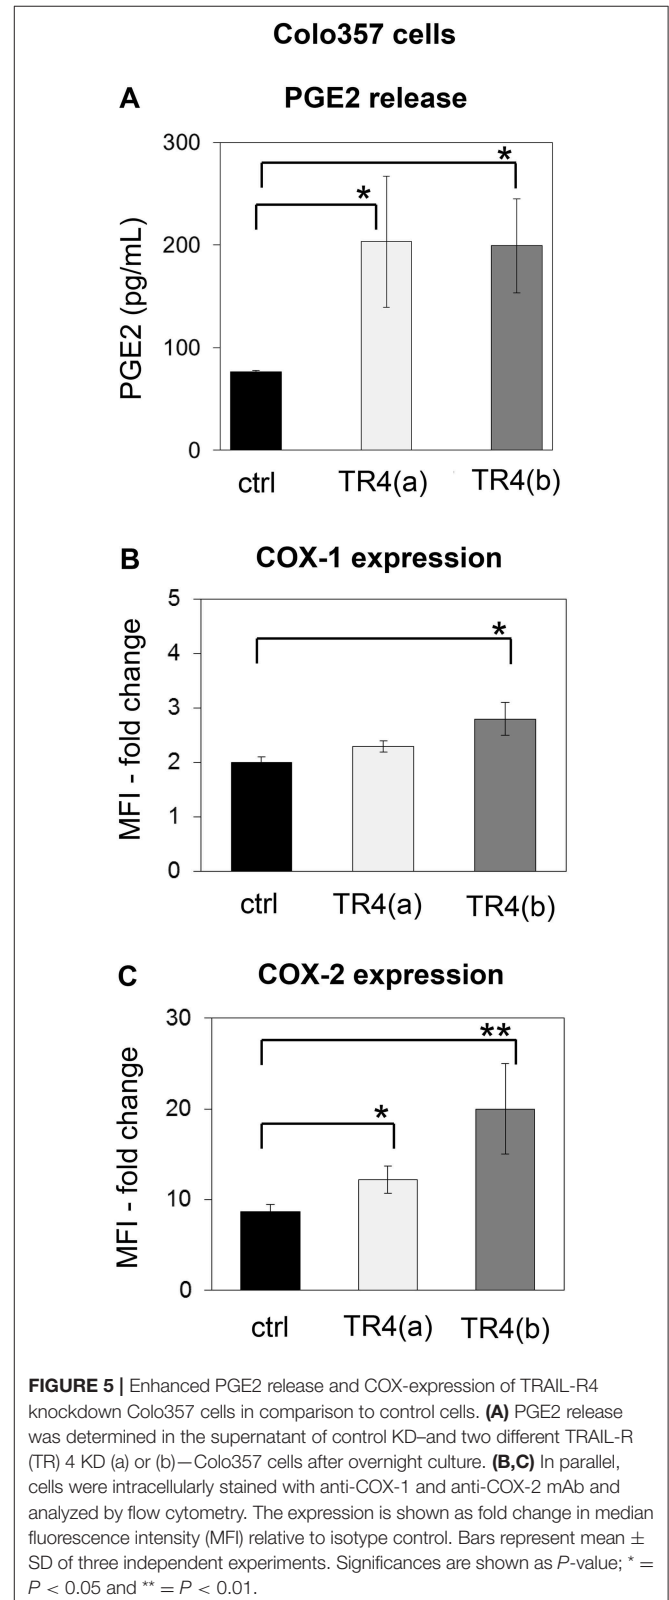 Colo357 cells
A PGE2 release
300
200
100
0
PGE2 (pg/mL)
*
*
ctrl TR4(a) TR4(b)
B COX-1 expression
5
4
3
2
1
0
MFI - fold change
*
ctrl TR4(a) TR4(b)
C COX-2 expression
30
20
10
0
MFI - fold change
**
*
ctrl TR4(a) TR4(b)
FIGURE 5 | Enhanced PGE2 release and COX-expression of TRAIL-R4
knockdown Colo357 cells in comparison to control cells. (A) PGE2 release
was determined in the supernatant of control KD–and two different TRAIL-R
(TR) 4 KD (a) or (b)—Colo357 cells after overnight culture. (B,C) In parallel,
cells were intracellularly stained with anti-COX-1 and anti-COX-2 mAb and
analyzed by flow cytometry. The expression is shown as fold change in median
fluorescence intensity (MFI) relative to isotype control. Bars represent mean ±
SD of three independent experiments. Significances are shown as P-value; * =
P < 0.05 and ** = P < 0.01.